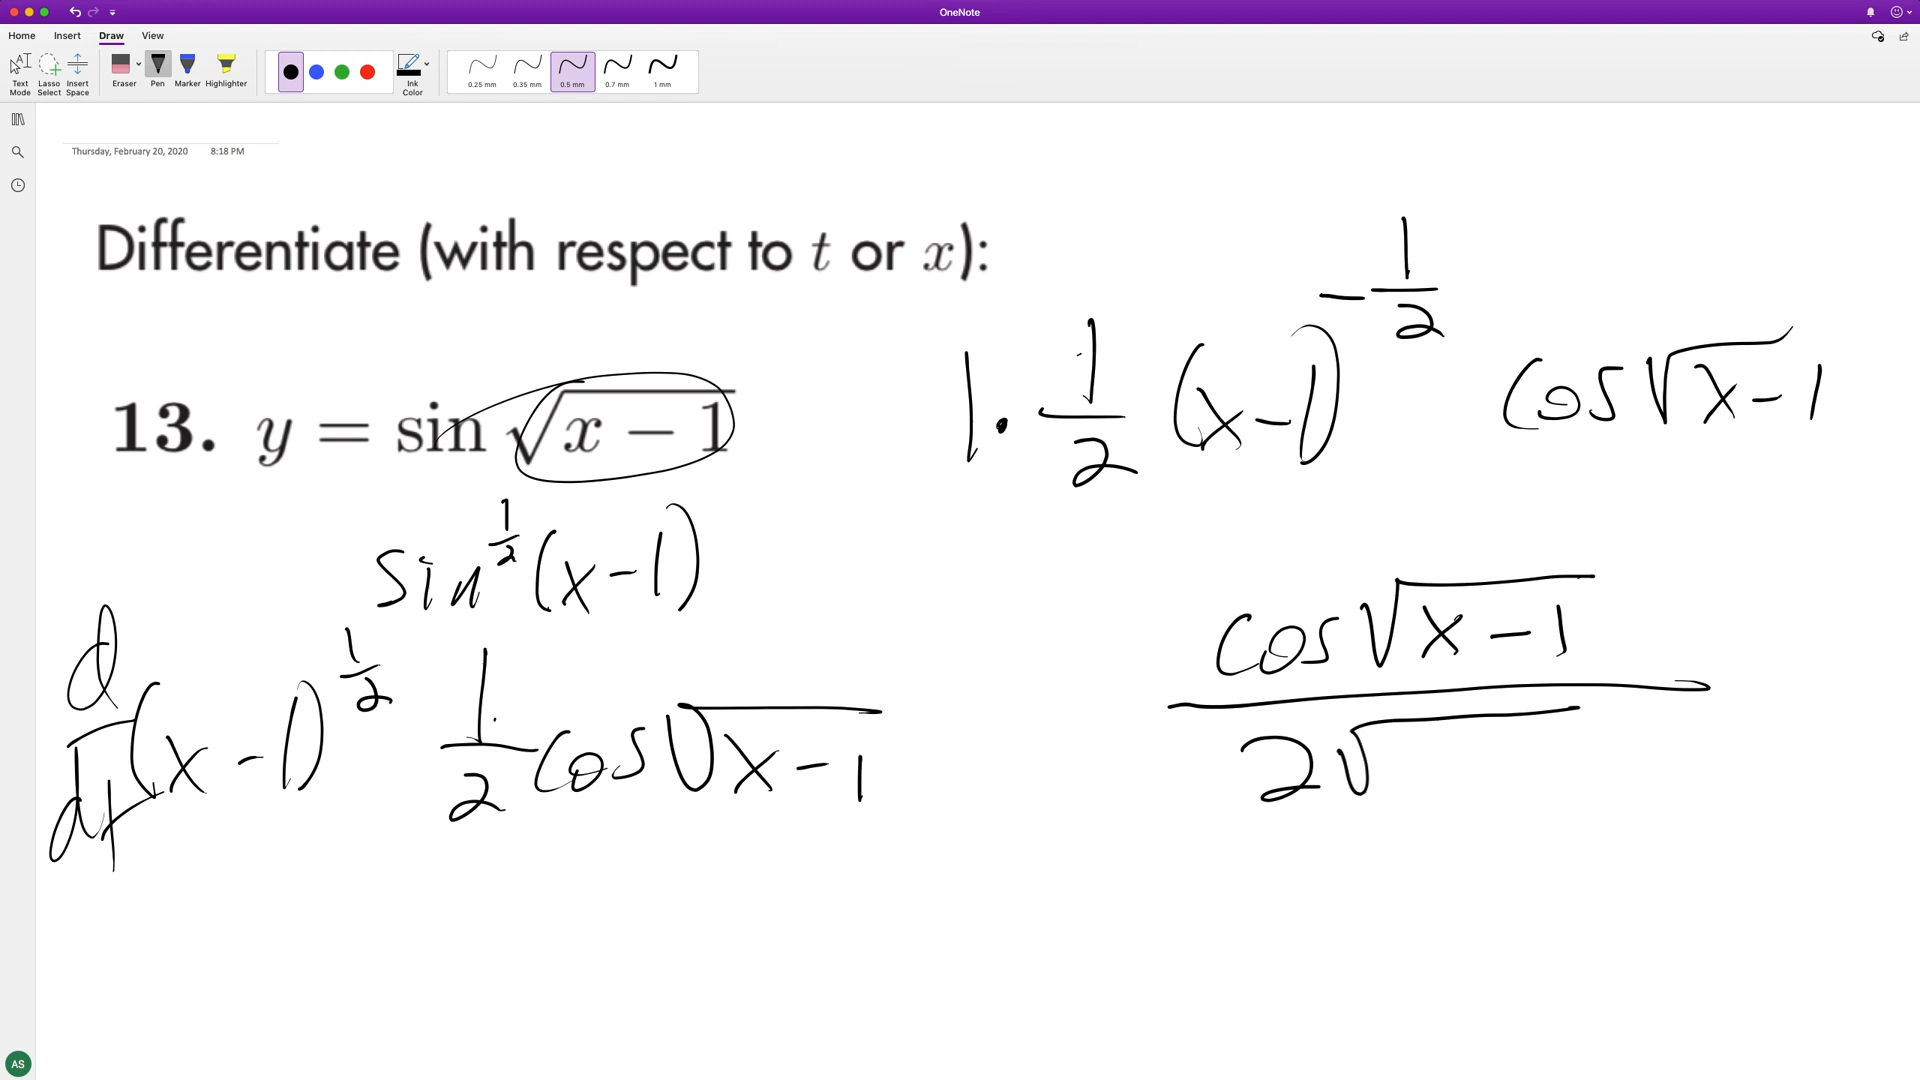 OneNote
Home Insert Draw View
Text Mode
Lasso Select
Insert Space
Eraser
Pen
Marker
Highlighter
Ink Color
0.25 mm
0.35 mm
0.5 mm
0.7 mm
1 mm
Thursday, February 20, 2020 8:18 PM
Differentiate (with respect to t or x):
13. y = sin √(x − 1)
sin^(1/2) (x-1)
d/dx (x-1)^(1/2) 1/2 cos √(x-1)
1 · 1/2 (x-1)^(-1/2) cos √x-1
cos √(x-1)
2√
AS